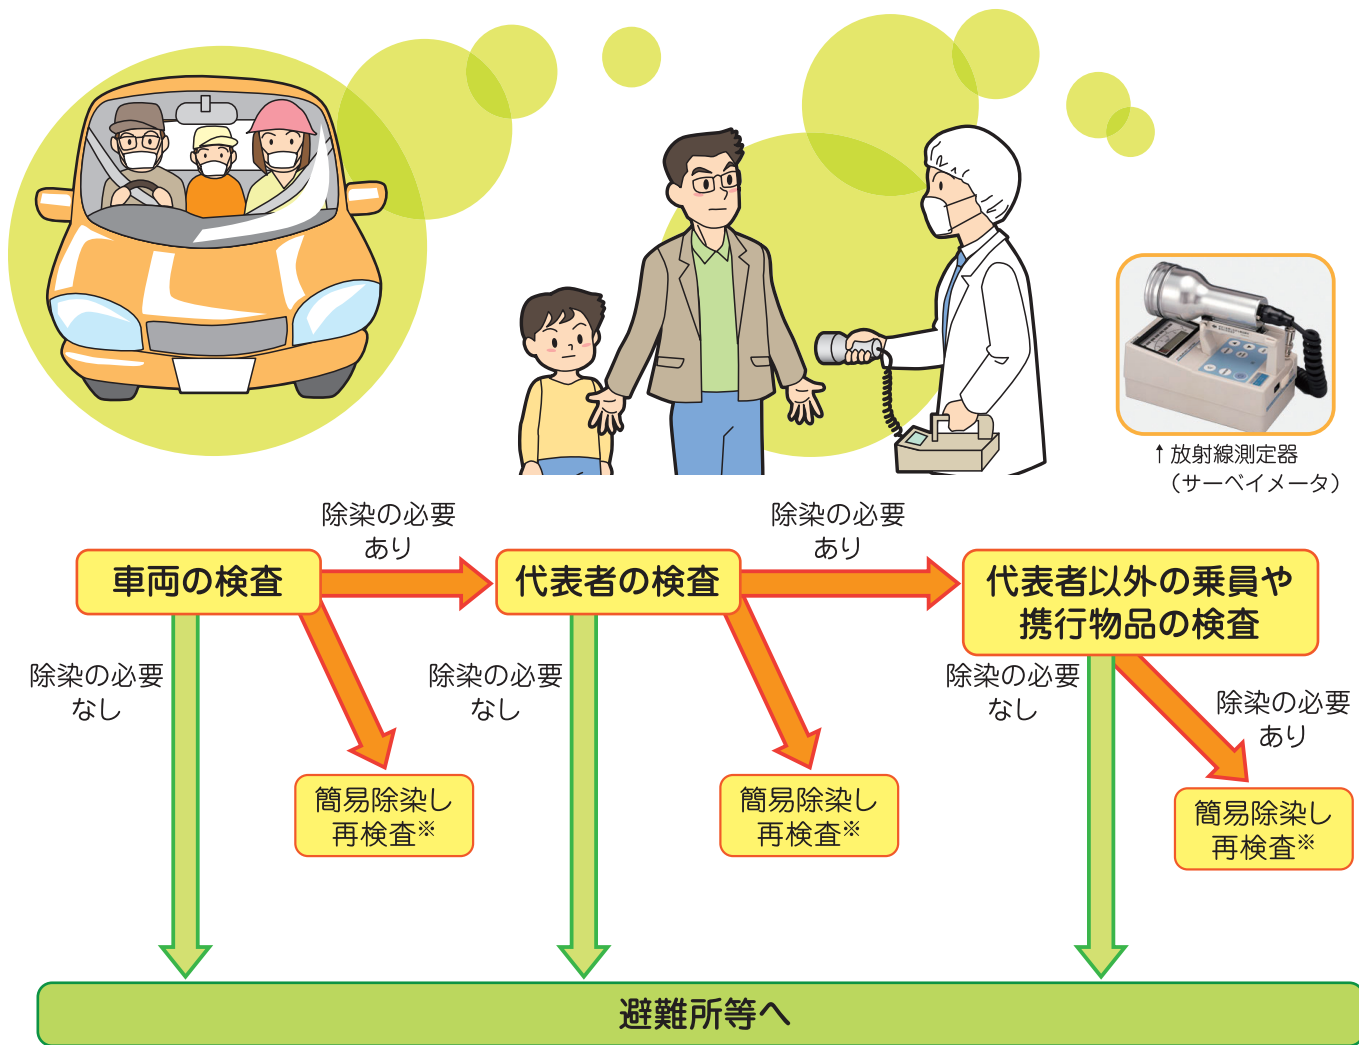 ↑放射線測定器
（サーベイメータ）
除染の必要
あり
除染の必要
あり
車両の検査
代表者の検査
代表者以外の乗員や
携行物品の検査
除染の必要
なし
除染の必要
なし
除染の必要
なし
除染の必要
あり
簡易除染し
再検査※
簡易除染し
再検査※
簡易除染し
再検査※
避難所等へ